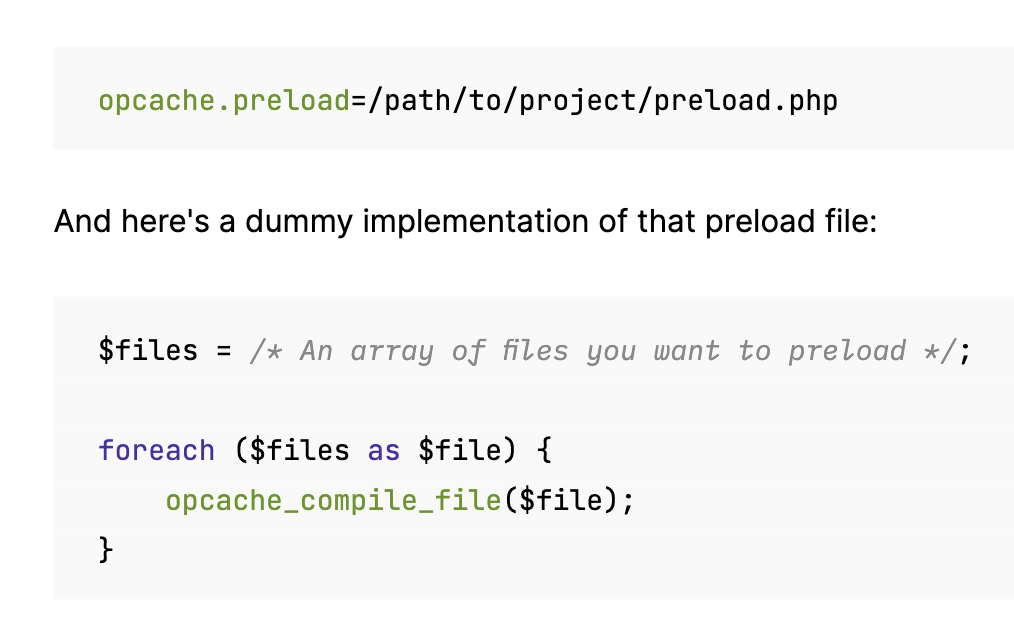 opcache.preload=/path/to/project/preload.php
And here's a dummy implementation of that preload file:
$files = /* An array of files you want to preload */;
foreach ($files as $file) {
    opcache_compile_file($file);
}